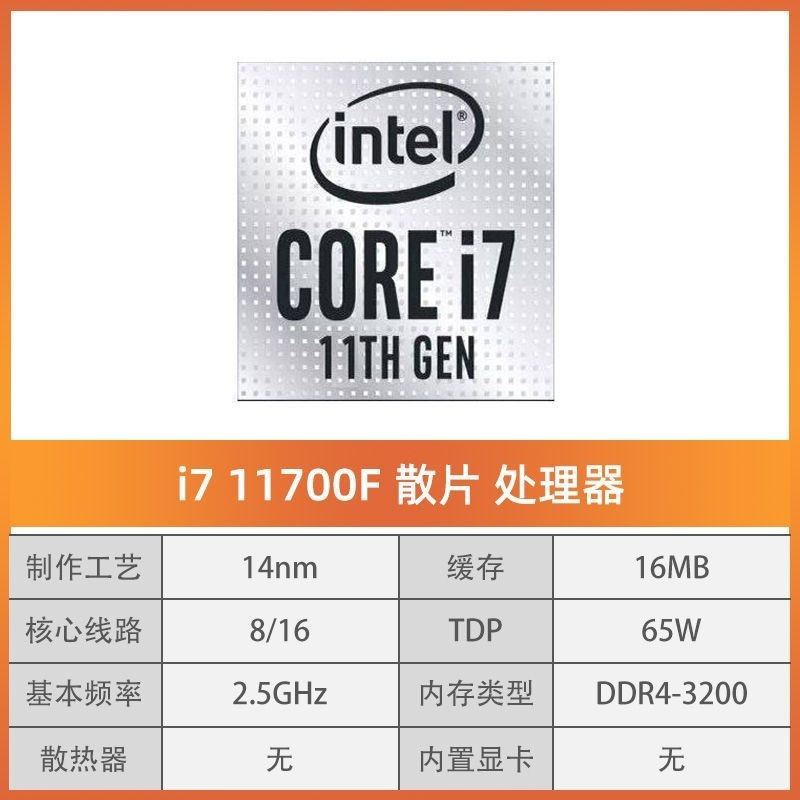 intel®
CORE™ i7
11TH GEN
i7 11700F 散片 处理器
制作工艺 14nm 缓存 16MB
核心线路 8/16 TDP 65W
基本频率 2.5GHz 内存类型 DDR4-3200
散热器 无 内置显卡 无